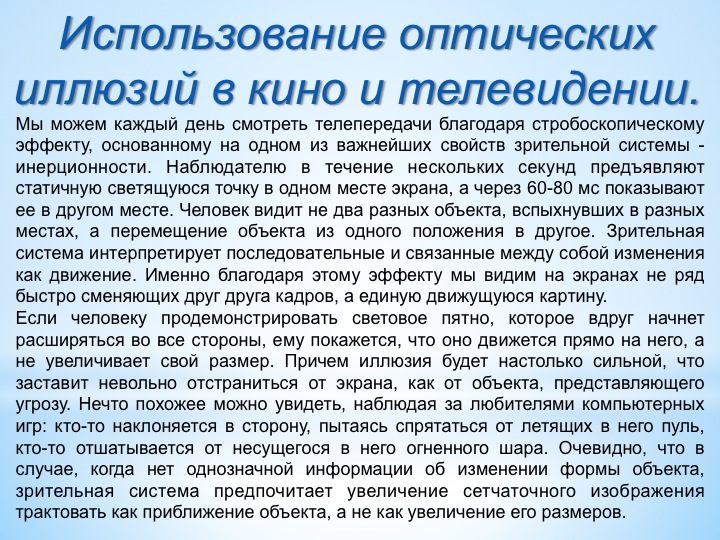 Использование оптических
иллюзий в кино и телевидении.
Мы можем каждый день смотреть телепередачи благодаря стробоскопическому
эффекту, основанному на одном из важнейших свойств зрительной системы -
инерционности. Наблюдателю в течение нескольких секунд предъявляют
статичную светящуюся точку в одном месте экрана, а через 60-80 мс показывают
ее в другом месте. Человек видит не два разных объекта, вспыхнувших в разных
местах, а перемещение объекта из одного положения в другое. Зрительная
система интерпретирует последовательные и связанные между собой изменения
как движение. Именно благодаря этому эффекту мы видим на экранах не ряд
быстро сменяющих друг друга кадров, а единую движущуюся картину.
Если человеку продемонстрировать световое пятно, которое вдруг начнет
расширяться во все стороны, ему покажется, что оно движется прямо на него, а
не увеличивает свой размер. Причем иллюзия будет настолько сильной, что
заставит невольно отстраниться от экрана, как от объекта, представляющего
угрозу. Нечто похожее можно увидеть, наблюдая за любителями компьютерных
игр: кто-то наклоняется в сторону, пытаясь спрятаться от летящих в него пуль,
кто-то отшатывается от несущегося в него огненного шара. Очевидно, что в
случае, когда нет однозначной информации об изменении формы объекта,
зрительная система предпочитает увеличение сетчаточного изображения
трактовать как приближение объекта, а не как увеличение его размеров.